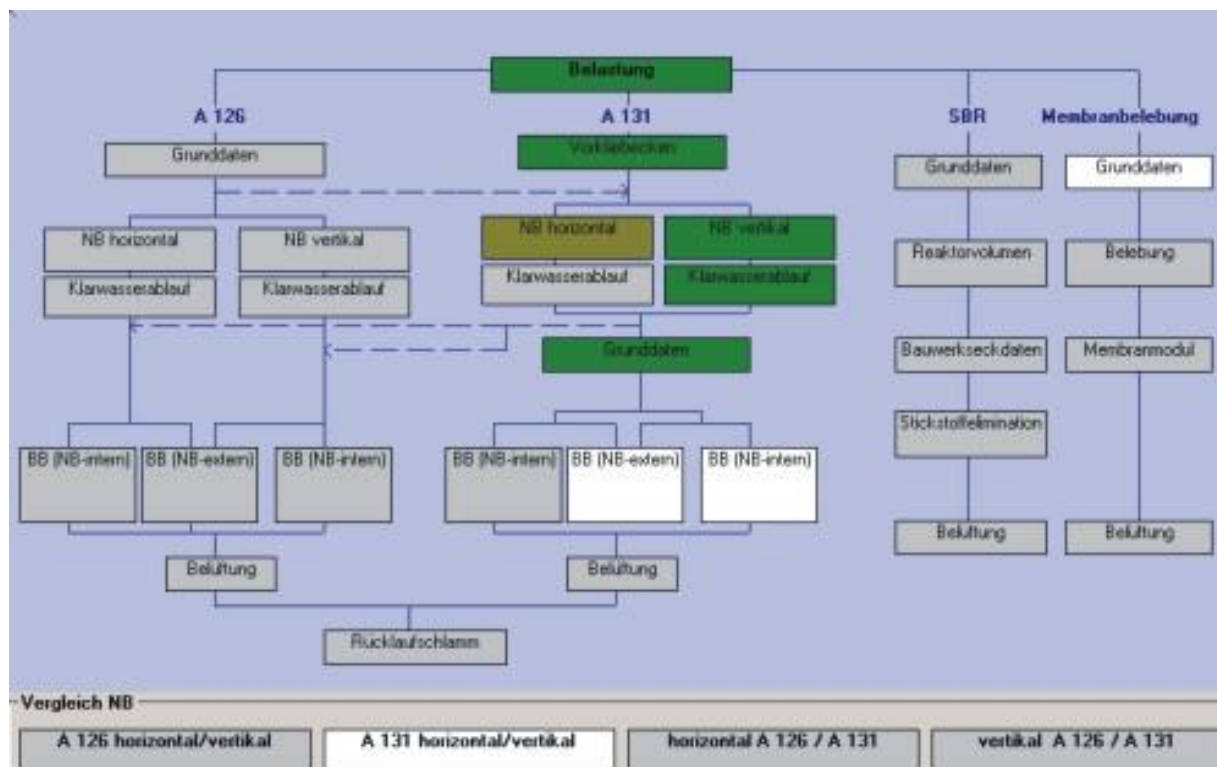 Belastung
A 126
A 131
SBR
Membranbelebung
Grunddaten
Vorklärbecken
Grunddaten
Grunddaten
NB horizontal
NB vertikal
NB horizontal
NB vertikal
Klarwasserablauf
Klarwasserablauf
Klarwasserablauf
Klarwasserablauf
Reaktorvolumen
Belebung
Grunddaten
Bauwerkseckdaten
Membranmodul
Stickstoffelimination
BB (NB-intern)
BB (NB-extern)
BB (NB-intern)
BB (NB-intern)
BB (NB-extern)
BB (NB-intern)
Belüftung
Belüftung
Belüftung
Belüftung
Rücklaufschlamm
Vergleich NB
A 126 horizontal/vertikal
A 131 horizontal/vertikal
horizontal A 126 / A 131
vertikal A 126 / A 131